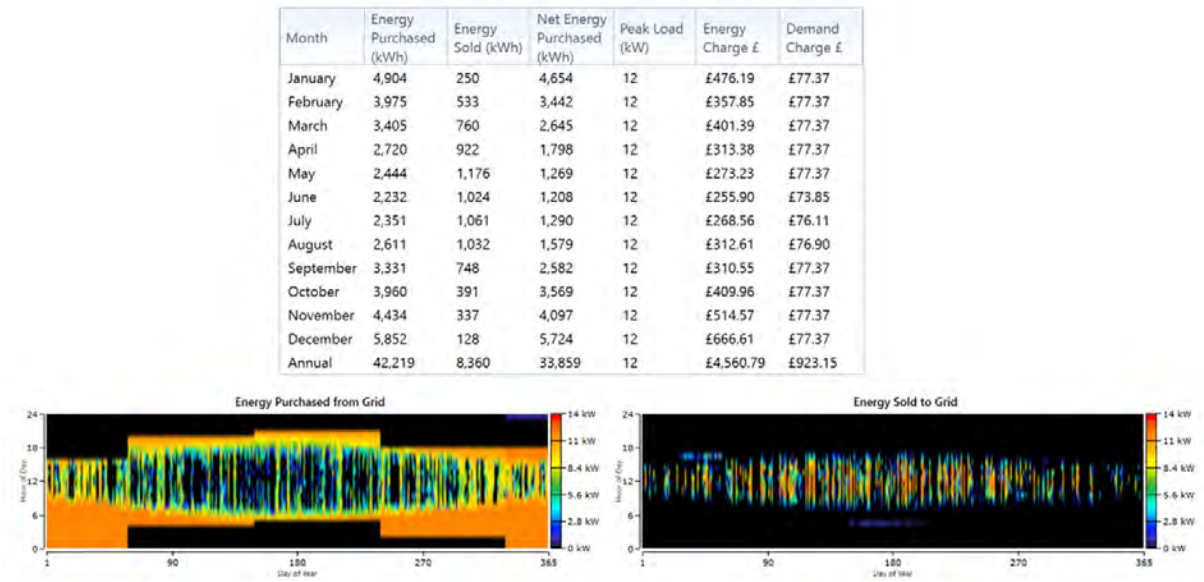 Month Energy Purchased (kWh) Energy Sold (kWh) Net Energy Purchased (kWh) Peak Load (kW) Energy Charge £ Demand Charge £
January 4,904 250 4,654 12 £476.19 £77.37
February 3,975 533 3,442 12 £357.85 £77.37
March 3,405 760 2,645 12 £401.39 £77.37
April 2,720 922 1,798 12 £313.38 £77.37
May 2,444 1,176 1,269 12 £273.23 £77.37
June 2,232 1,024 1,208 12 £255.90 £73.85
July 2,351 1,061 1,290 12 £268.56 £76.11
August 2,611 1,032 1,579 12 £312.61 £76.90
September 3,331 748 2,582 12 £310.55 £77.37
October 3,960 391 3,569 12 £409.96 £77.37
November 4,434 337 4,097 12 £514.57 £77.37
December 5,852 128 5,724 12 £666.61 £77.37
Annual 42,219 8,360 33,859 12 £4,560.79 £923.15
Energy Purchased from Grid
24
18
12
6
0
Hour of Day
1 90 180 270 365
Day of Year
14 kW
11 kW
8.4 kW
5.6 kW
2.8 kW
0 kW
Energy Sold to Grid
24
18
12
6
0
Hour of Day
1 90 180 270 365
Day of Year
14 kW
11 kW
8.4 kW
5.6 kW
2.8 kW
0 kW